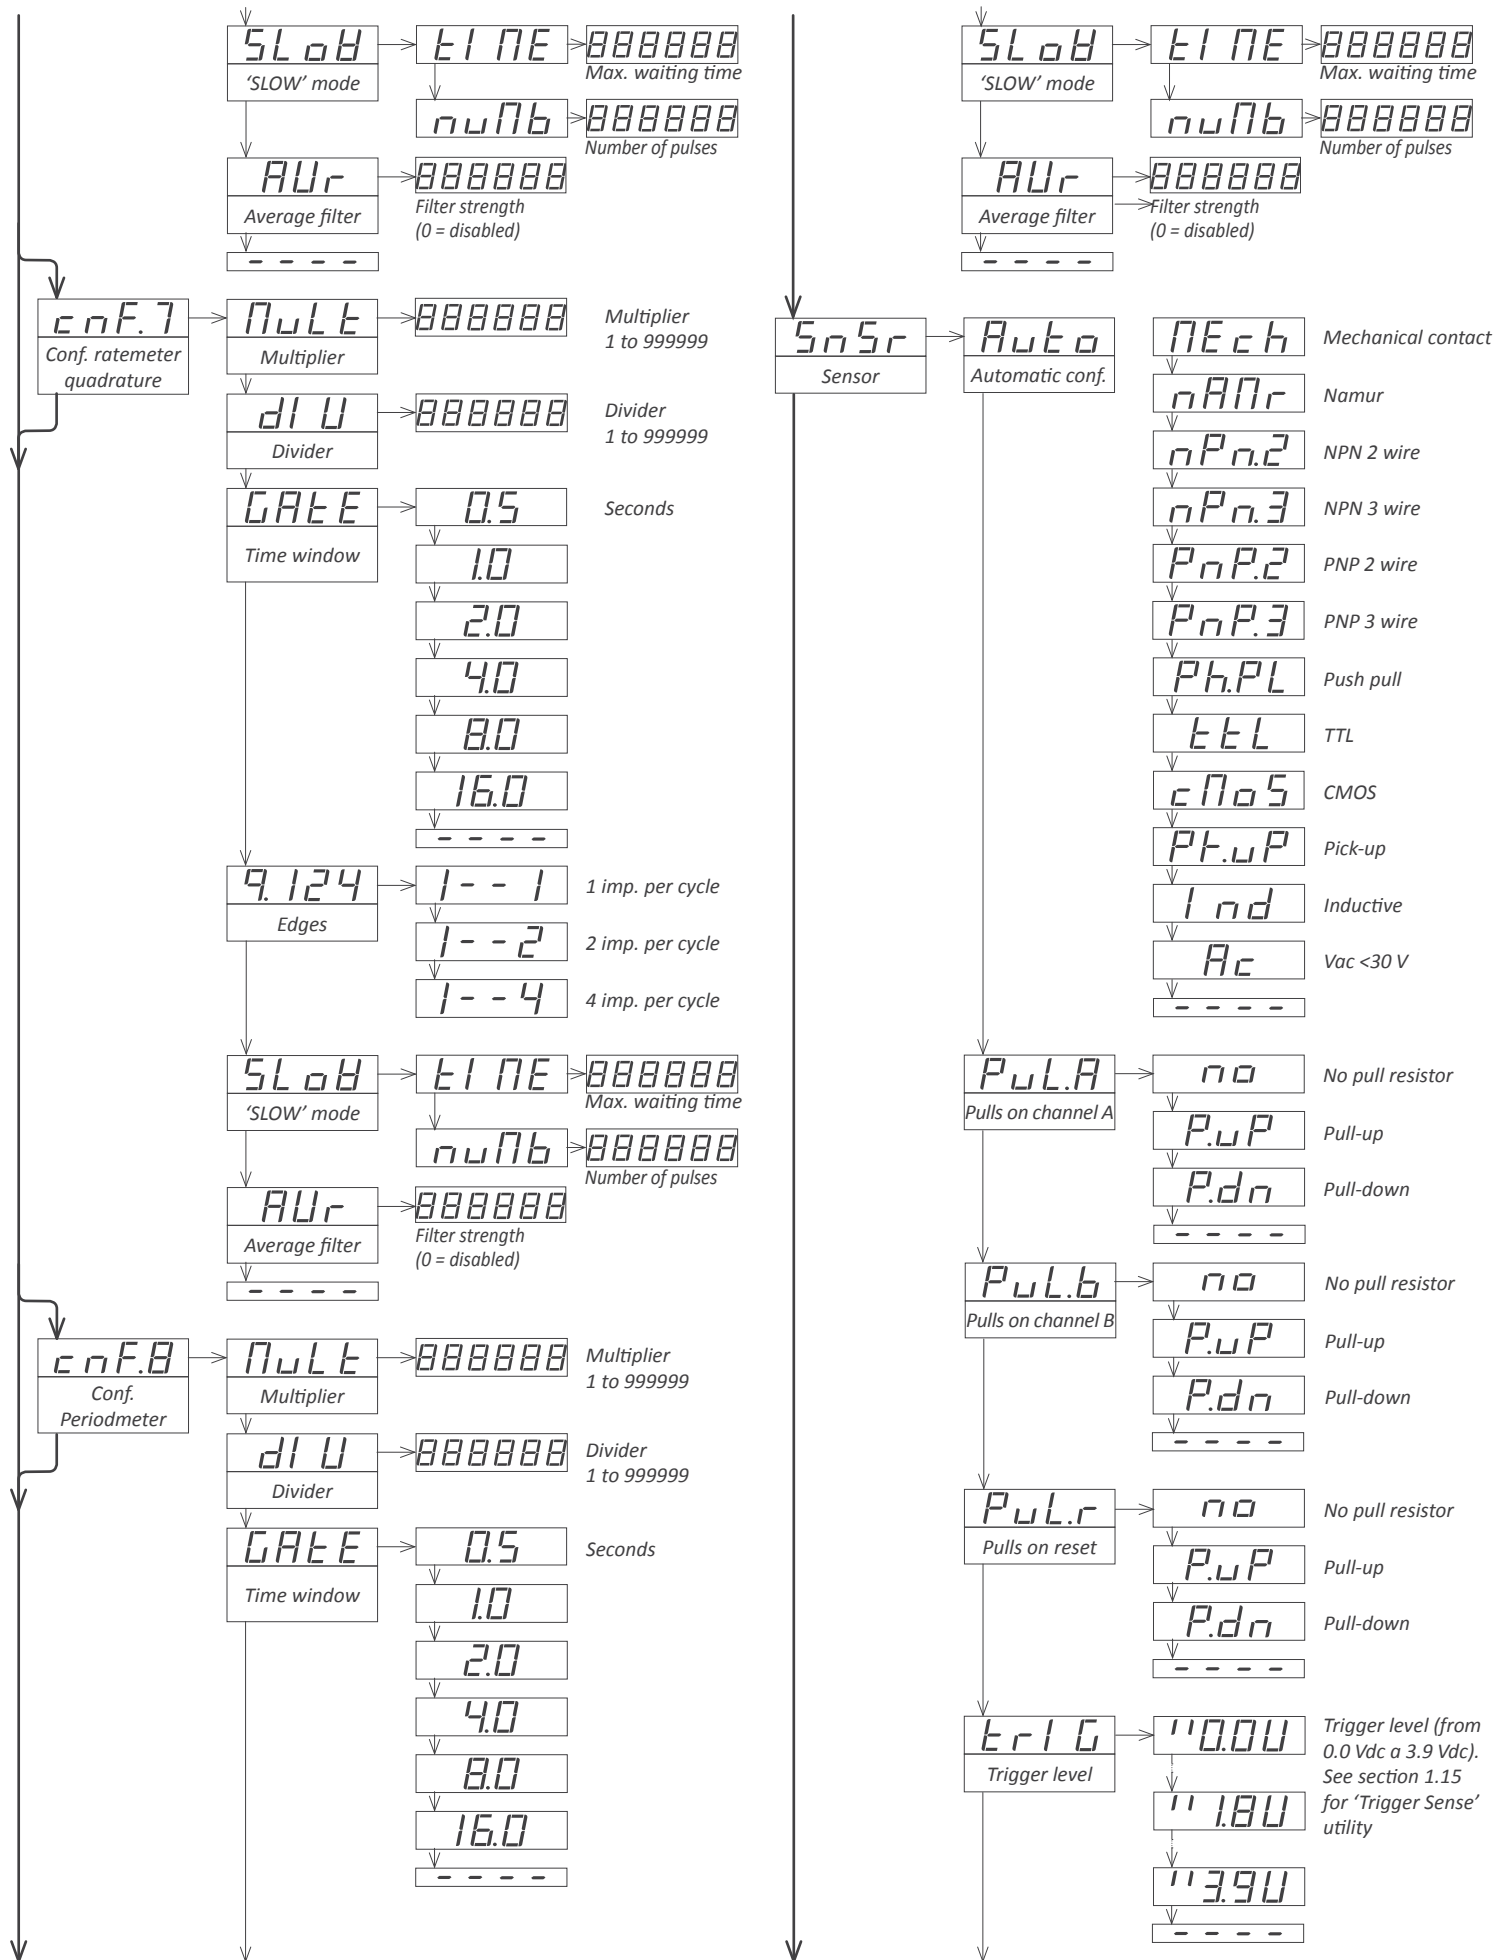 SLoW
tIME
888888
'SLOW' mode
Max. waiting time
nuMb
888888
Number of pulses
AVr
888888
Average filter
Filter strength
(0 = disabled)
- - - -
cnF.7
MuLt
888888
Multiplier
1 to 999999
Conf. ratemeter
quadrature
Multiplier
dIV
888888
Divider
1 to 999999
Divider
GAtE
0.5
Seconds
Time window
1.0
2.0
4.0
8.0
16.0
- - - -
q.124
1--1
1 imp. per cycle
Edges
1--2
2 imp. per cycle
1--4
4 imp. per cycle
SLoW
tIME
888888
'SLOW' mode
Max. waiting time
nuMb
888888
Number of pulses
AVr
888888
Average filter
Filter strength
(0 = disabled)
- - - -
cnF.8
MuLt
888888
Multiplier
1 to 999999
Conf.
Periodmeter
Multiplier
dIV
888888
Divider
1 to 999999
Divider
GAtE
0.5
Seconds
Time window
1.0
2.0
4.0
8.0
16.0
- - - -
SLoW
tIME
888888
'SLOW' mode
Max. waiting time
nuMb
888888
Number of pulses
AVr
888888
Average filter
Filter strength
(0 = disabled)
- - - -
SnSr
Auto
MEch
Mechanical contact
Sensor
Automatic conf.
nAMr
Namur
nPn.2
NPN 2 wire
nPn.3
NPN 3 wire
PnP.2
PNP 2 wire
PnP.3
PNP 3 wire
Ph.PL
Push pull
ttL
TTL
cMoS
CMOS
Pk.uP
Pick-up
Ind
Inductive
Ac
Vac <30 V
- - - -
PuL.A
no
No pull resistor
Pulls on channel A
P.uP
Pull-up
P.dn
Pull-down
- - - -
PuL.b
no
No pull resistor
Pulls on channel B
P.uP
Pull-up
P.dn
Pull-down
- - - -
PuL.r
no
No pull resistor
Pulls on reset
P.uP
Pull-up
P.dn
Pull-down
- - - -
trIG
"0.0V
Trigger level
Trigger level (from
0.0 Vdc a 3.9 Vdc).
See section 1.15
for 'Trigger Sense'
utility
"1.8V
"3.9V
- - - -